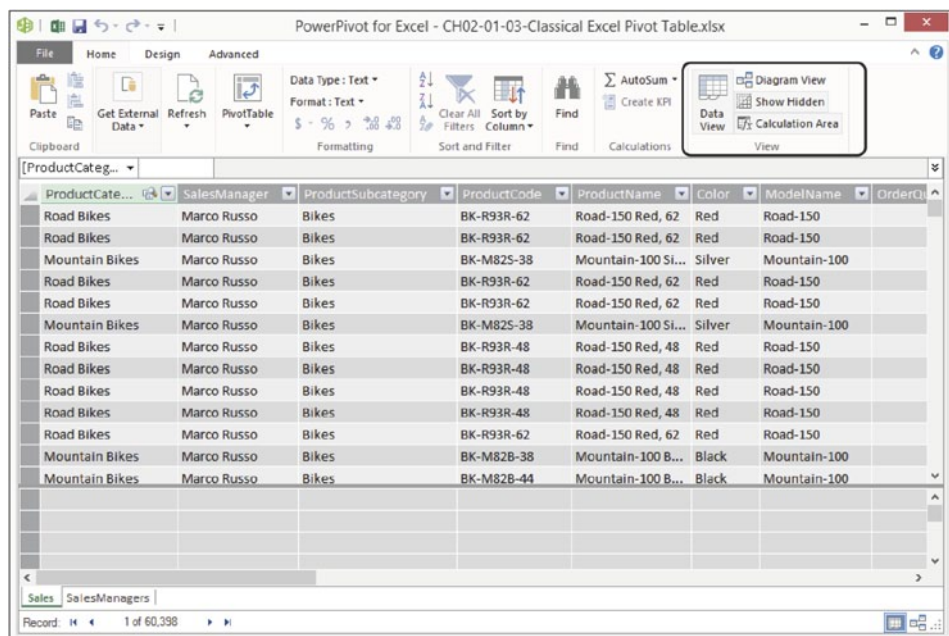 PowerPivot for Excel - CH02-01-03-Classical Excel Pivot Table.xlsx
File Home Design Advanced
Paste
Get External Data
Refresh
PivotTable
Data Type : Text
Format : Text
$ % , .00 .00
Clear All Filters
Sort by Column
Find
AutoSum
Create KPI
Data View
Diagram View
Show Hidden
Calculation Area
Clipboard Formatting Sort and Filter Find Calculations View
[ProductCateg...
ProductCate... SalesManager ProductSubcategory ProductCode ProductName Color ModelName OrderQ
Road Bikes Marco Russo Bikes BK-R93R-62 Road-150 Red, 62 Red Road-150
Road Bikes Marco Russo Bikes BK-R93R-62 Road-150 Red, 62 Red Road-150
Mountain Bikes Marco Russo Bikes BK-M82S-38 Mountain-100 Si... Silver Mountain-100
Road Bikes Marco Russo Bikes BK-R93R-62 Road-150 Red, 62 Red Road-150
Road Bikes Marco Russo Bikes BK-R93R-62 Road-150 Red, 62 Red Road-150
Mountain Bikes Marco Russo Bikes BK-M82S-38 Mountain-100 Si... Silver Mountain-100
Road Bikes Marco Russo Bikes BK-R93R-48 Road-150 Red, 48 Red Road-150
Road Bikes Marco Russo Bikes BK-R93R-48 Road-150 Red, 48 Red Road-150
Road Bikes Marco Russo Bikes BK-R93R-48 Road-150 Red, 48 Red Road-150
Road Bikes Marco Russo Bikes BK-R93R-48 Road-150 Red, 48 Red Road-150
Road Bikes Marco Russo Bikes BK-R93R-62 Road-150 Red, 62 Red Road-150
Mountain Bikes Marco Russo Bikes BK-M82B-38 Mountain-100 B... Black Mountain-100
Mountain Bikes Marco Russo Bikes BK-M82B-44 Mountain-100 B... Black Mountain-100
Sales SalesManagers
Record: 1 of 60,398